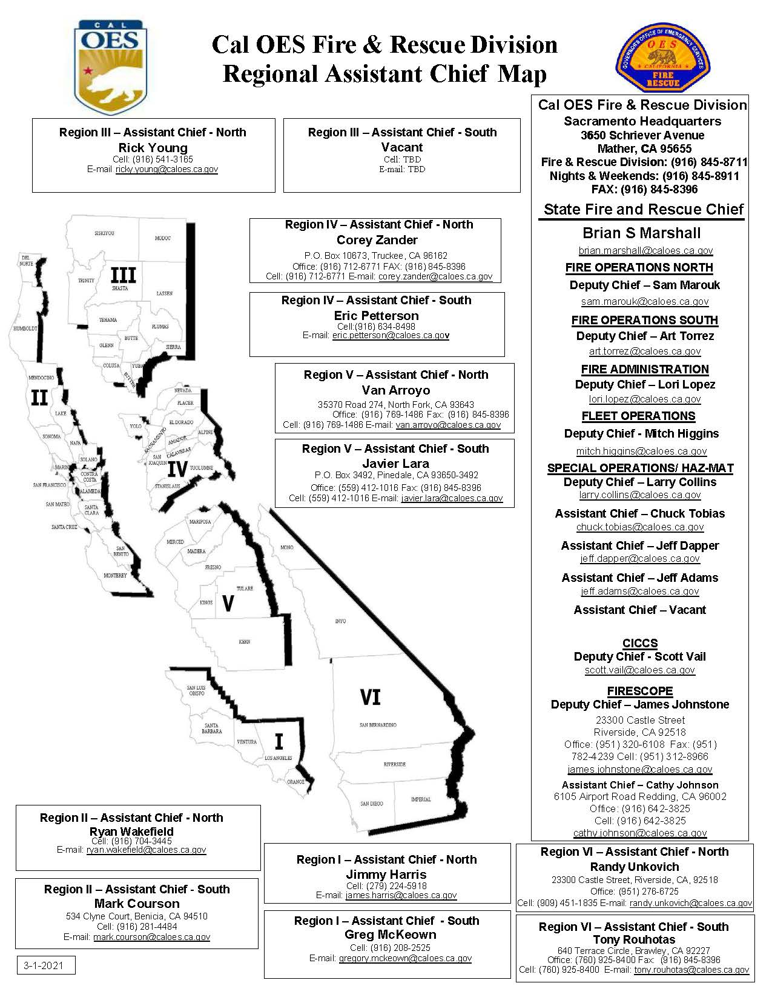 CAL
OES
Cal OES Fire & Rescue Division
Regional Assistant Chief Map
GOVERNOR'S OFFICE OF EMERGENCY SERVICES
OES
CALIFORNIA
FIRE
RESCUE
Region III – Assistant Chief - North
Rick Young
Cell: (916) 541-3165
E-mail ricky.young@caloes.ca.gov
Region III – Assistant Chief - South
Vacant
Cell: TBD
E-mail: TBD
Cal OES Fire & Rescue Division
Sacramento Headquarters
3650 Schriever Avenue
Mather, CA 95655
Fire & Rescue Division: (916) 845-8711
Nights & Weekends: (916) 845-8911
FAX: (916) 845-8396
State Fire and Rescue Chief
Brian S Marshall
brian.marshall@caloes.ca.gov
FIRE OPERATIONS NORTH
Deputy Chief – Sam Marouk
sam.marouk@caloes.ca.gov
FIRE OPERATIONS SOUTH
Deputy Chief – Art Torrez
art.torrez@caloes.ca.gov
FIRE ADMINISTRATION
Deputy Chief – Lori Lopez
lori.lopez@caloes.ca.gov
FLEET OPERATIONS
Deputy Chief - Mitch Higgins
mitch.higgins@caloes.ca.gov
SPECIAL OPERATIONS/ HAZ-MAT
Deputy Chief – Larry Collins
larry.collins@caloes.ca.gov
Assistant Chief – Chuck Tobias
chuck.tobias@caloes.ca.gov
Assistant Chief – Jeff Dapper
jeff.dapper@caloes.ca.gov
Assistant Chief – Jeff Adams
jeff.adams@caloes.ca.gov
Assistant Chief – Vacant
CICCS
Deputy Chief - Scott Vail
scott.vail@caloes.ca.gov
FIRESCOPE
Deputy Chief – James Johnstone
23300 Castle Street
Riverside, CA 92518
Office: (951) 320-6108 Fax: (951)
782-4239 Cell: (951) 312-8966
james.johnstone@caloes.ca.gov
Assistant Chief – Cathy Johnson
6105 Airport Road Redding, CA 96002
Office: (916) 642-3825
Cell: (916) 642-3825
cathy.johnson@caloes.ca.gov
Region IV – Assistant Chief - North
Corey Zander
P.O. Box 10673, Truckee, CA 96162
Office: (916) 712-6771 FAX: (916) 845-8396
Cell: (916) 712-6771 E-mail: corey.zander@caloes.ca.gov
Region IV – Assistant Chief - South
Eric Petterson
Cell:(916) 634-8498
E-mail: eric.petterson@caloes.ca.gov
Region V – Assistant Chief - North
Van Arroyo
35370 Road 274, North Fork, CA 93643
Office: (916) 769-1486 Fax: (916) 845-8396
Cell: (916) 769-1486 E-mail: van.arroyo@caloes.ca.gov
Region V – Assistant Chief - South
Javier Lara
P.O. Box 3492, Pinedale, CA 93650-3492
Office: (559) 412-1016 Fax: (916) 845-8396
Cell: (559) 412-1016 E-mail: javier.lara@caloes.ca.gov
SISKIYOU
MODOC
DEL
NORTE
III
TRINITY
SHASTA
LASSEN
TEHAMA
HUMBOLDT
PLUMAS
BUTTE
GLENN
SIERRA
COLUSA
YUBA
SUTTER
MENDOCINO
II
NEVADA
PLACER
LAKE
YOLO
EL DORADO
SONOMA
NAPA
SACRAMENTO
AMADOR
ALPINE
SOLANO
SAN
JOAQUIN
CALAVERAS
MARIN
IV
TUOLUMNE
CONTRA
COSTA
SAN FRANCISCO
ALAMEDA
STANISLAUS
SAN MATEO
SANTA
CLARA
SANTA CRUZ
MARIPOSA
MERCED
MADERA
MONO
SAN
BENITO
FRESNO
MONTEREY
TULARE
KINGS
V
INYO
KERN
SAN LUIS
OBISPO
VI
SANTA
BARBARA
SAN BERNARDINO
VENTURA
I
LOS ANGELES
RIVERSIDE
ORANGE
SAN DIEGO
IMPERIAL
Region II – Assistant Chief - North
Ryan Wakefield
Cell: (916) 704-3445
E-mail: ryan.wakefield@caloes.ca.gov
Region II – Assistant Chief - South
Mark Courson
534 Clyne Court, Benicia, CA 94510
Cell: (916) 281-4484
E-mail: mark.courson@caloes.ca.gov
Region I – Assistant Chief - North
Jimmy Harris
Cell: (279) 224-5918
E-mail: james.harris@caloes.ca.gov
Region I – Assistant Chief - South
Greg McKeown
Cell: (916) 208-2525
E-mail: gregory.mckeown@caloes.ca.gov
Region VI – Assistant Chief - North
Randy Unkovich
23300 Castle Street, Riverside, CA, 92518
Office: (951) 276-6725
Cell: (909) 451-1835 E-mail: randy.unkovich@caloes.ca.gov
Region VI – Assistant Chief - South
Tony Rouhotas
640 Terrace Circle, Brawley, CA 92227
Office: (760) 925-8400 Fax: (916) 845-8396
Cell: (760) 925-8400 E-mail: tony.rouhotas@caloes.ca.gov
3-1-2021